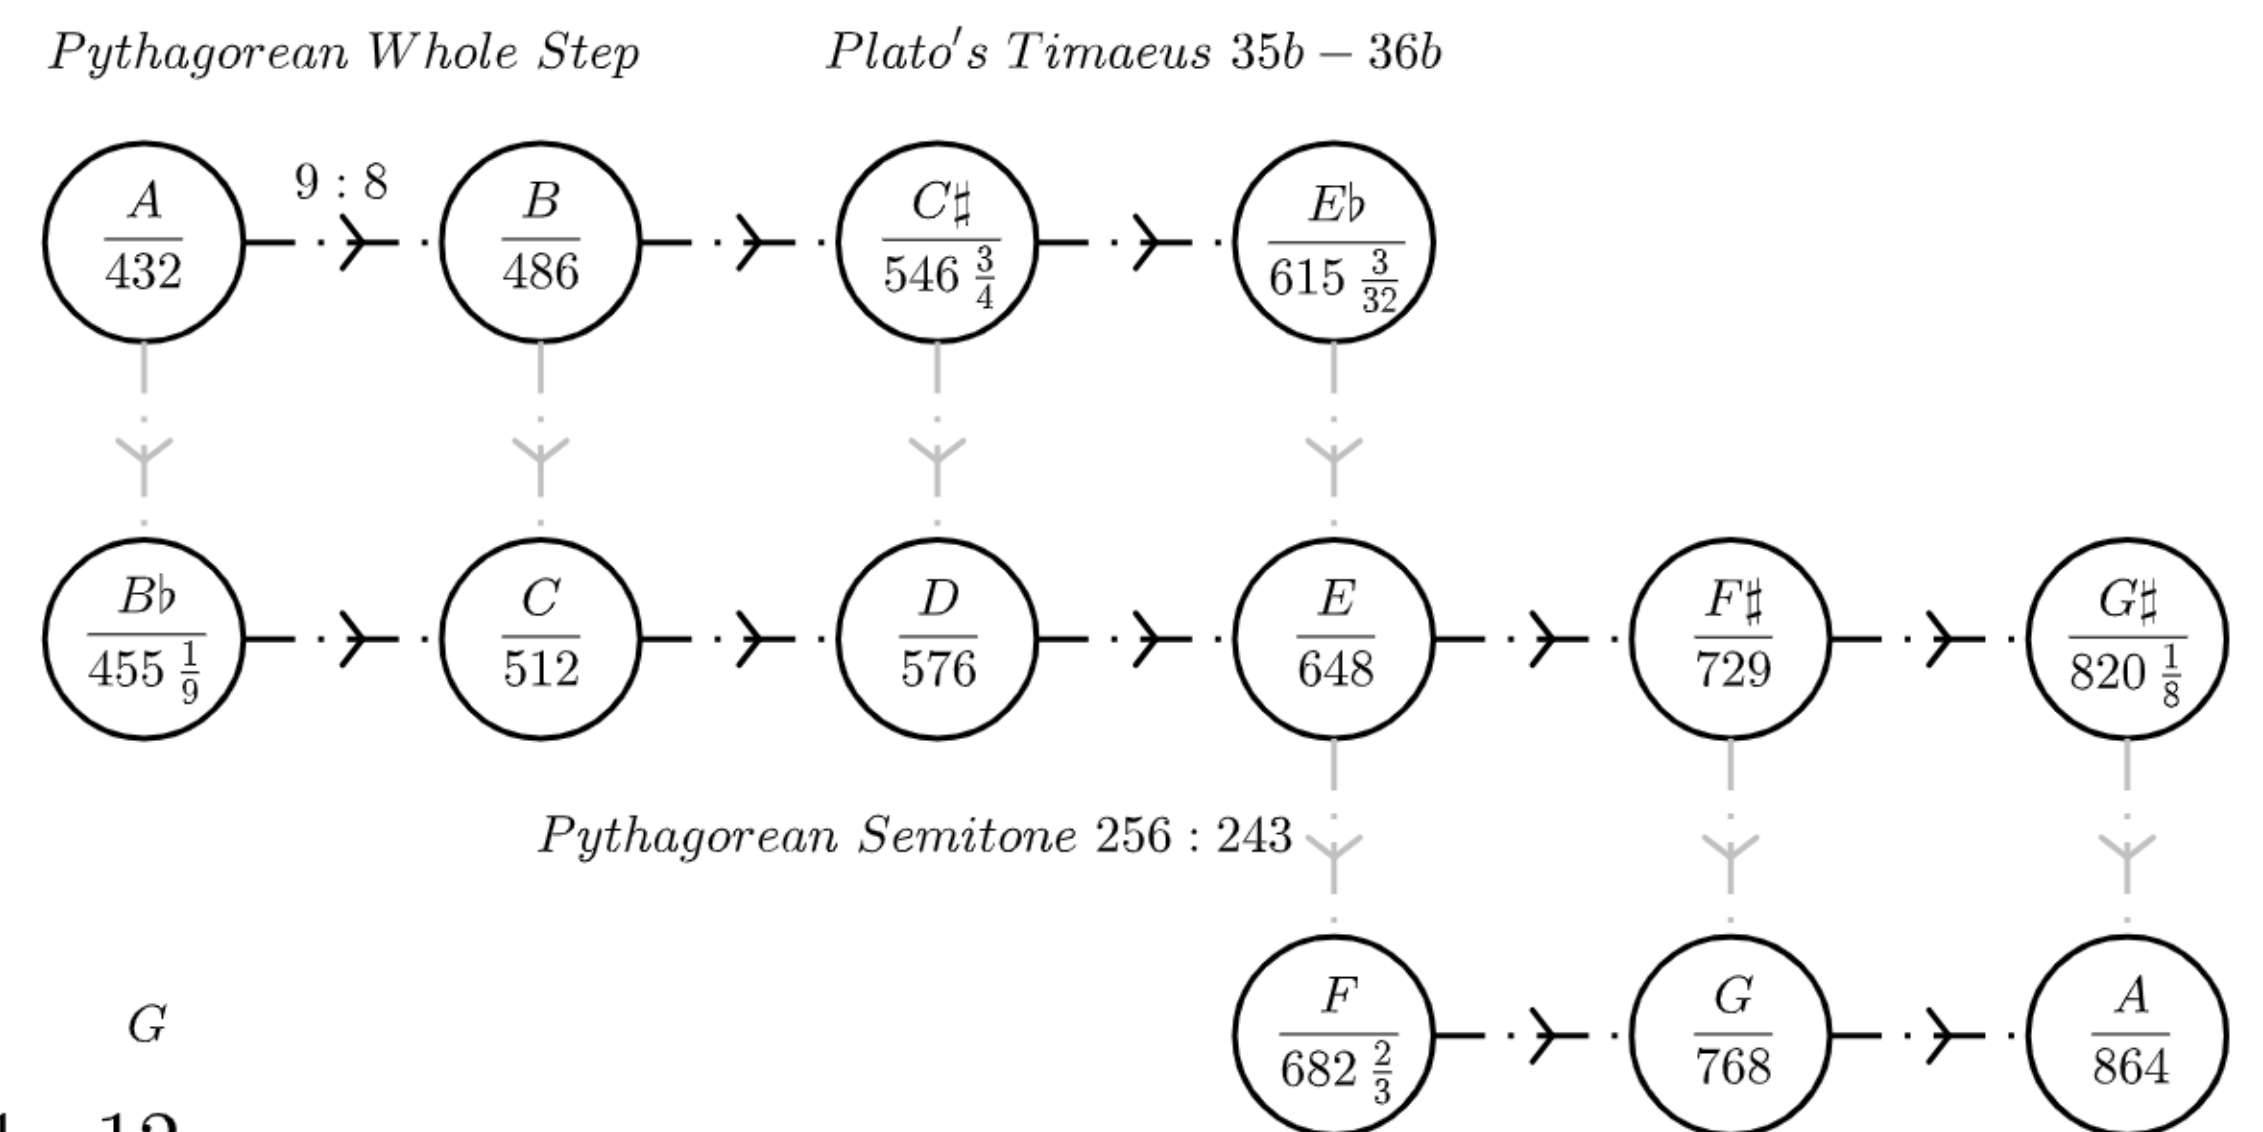 Pythagorean Whole Step
Plato's Timaeus 35b − 36b
9 : 8
A
432
B
486
C♯
546 3/4
E♭
615 3/32
B♭
455 1/9
C
512
D
576
E
648
F♯
729
G♯
820 1/8
Pythagorean Semitone 256 : 243
F
682 2/3
G
768
A
864
G